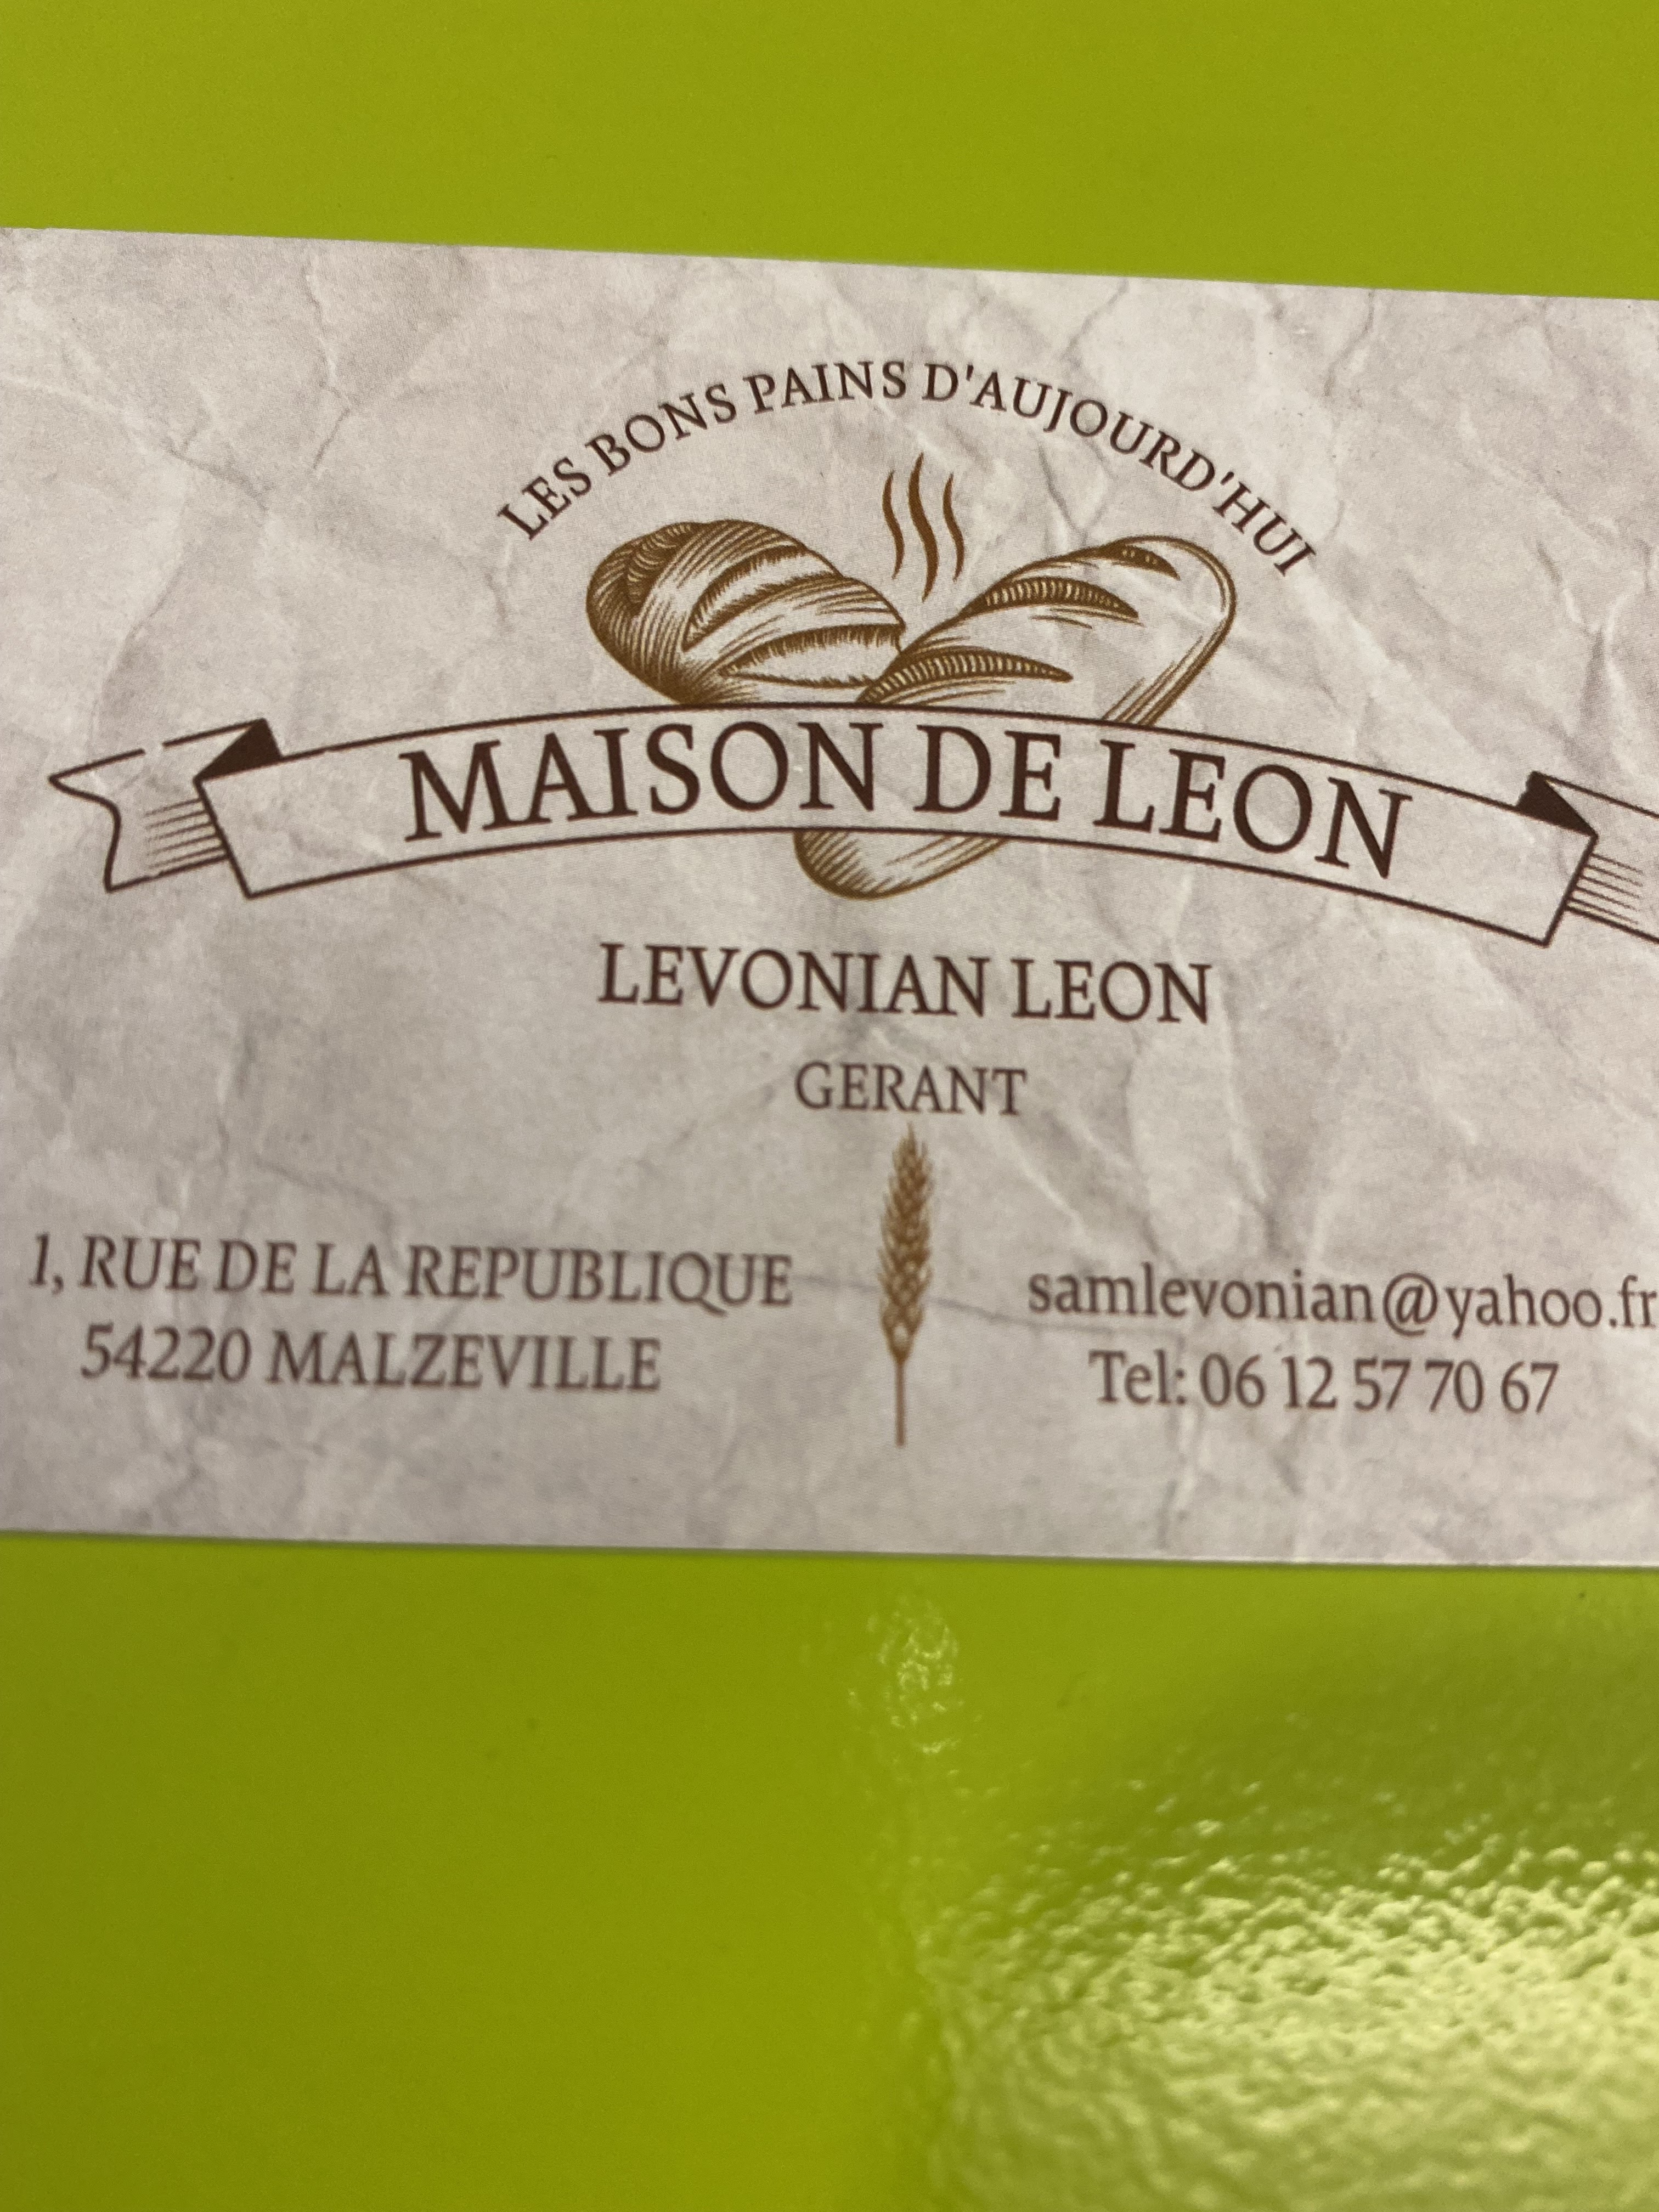 LES BONS PAINS D'AUJOURD'HUI
MAISON DE LEON
LEVONIAN LEON
GERANT
1, RUE DE LA REPUBLIQUE
54220 MALZEVILLE
samlevonian@yahoo.fr
Tel: 06 12 57 70 67